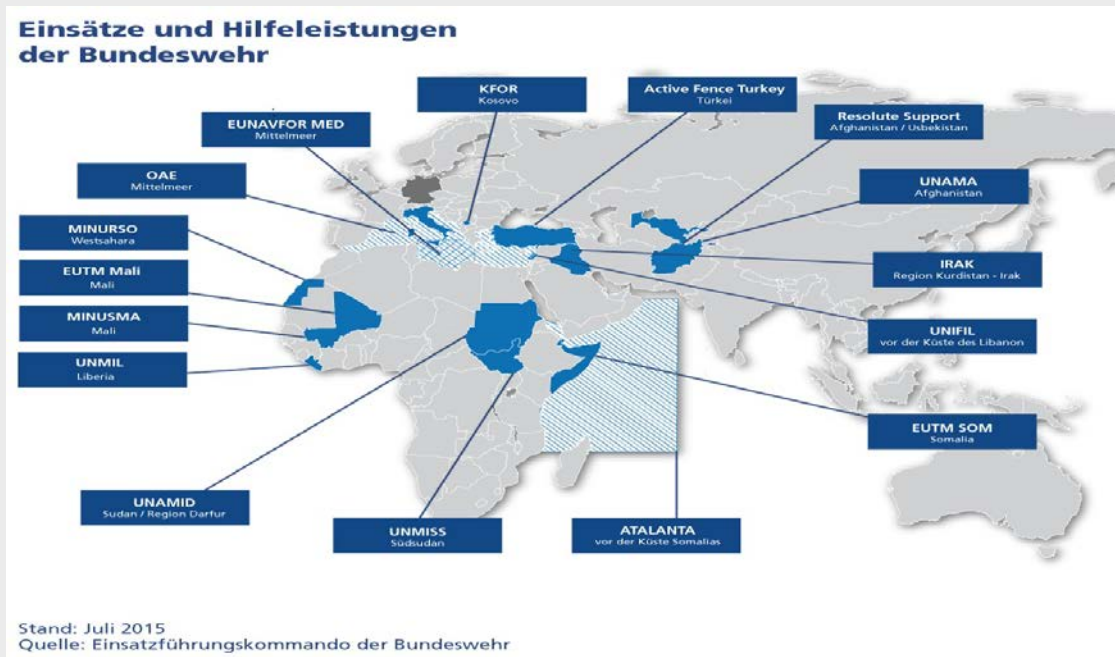 Einsätze und Hilfeleistungen
der Bundeswehr
KFOR
Kosovo
Active Fence Turkey
Türkei
Resolute Support
Afghanistan / Usbekistan
EUNAVFOR MED
Mittelmeer
OAE
Mittelmeer
UNAMA
Afghanistan
MINURSO
Westsahara
IRAK
Region Kurdistan - Irak
EUTM Mali
Mali
MINUSMA
Mali
UNIFIL
vor der Küste des Libanon
UNMIL
Liberia
EUTM SOM
Somalia
UNAMID
Sudan / Region Darfur
UNMISS
Südsudan
ATALANTA
vor der Küste Somalias
Stand: Juli 2015
Quelle: Einsatzführungskommando der Bundeswehr